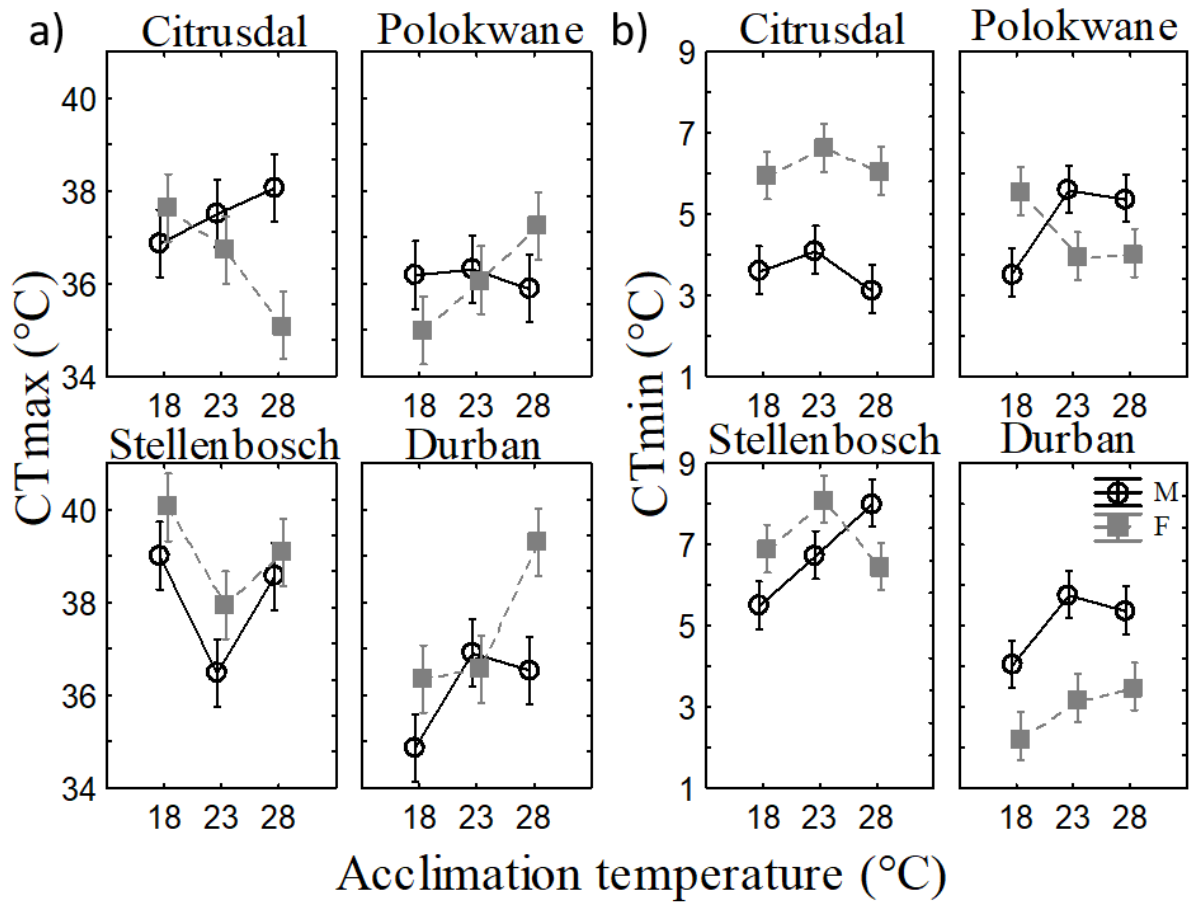 a)
Citrusdal
Polokwane
b)
Citrusdal
Polokwane
CTmax (°C)
40
38
36
34
18 23 28
18 23 28
CTmin (°C)
9
7
5
3
1
18 23 28
18 23 28
Stellenbosch
Durban
Stellenbosch
Durban
40
38
36
34
18 23 28
18 23 28
9
7
5
3
1
M
F
18 23 28
18 23 28
Acclimation temperature (°C)